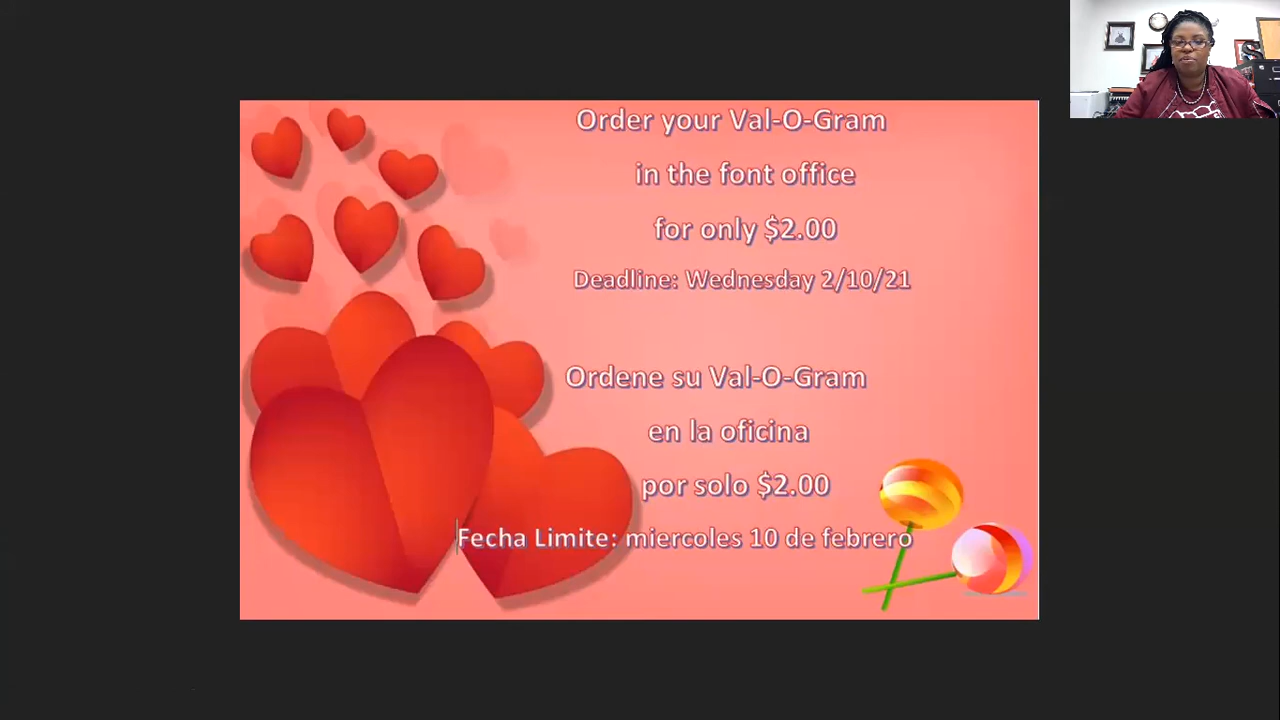 Order your Val-O-Gram
in the font office
for only $2.00
Deadline: Wednesday 2/10/21
Ordene su Val-O-Gram
en la oficina
por solo $2.00
Fecha Limite: miercoles 10 de febrero